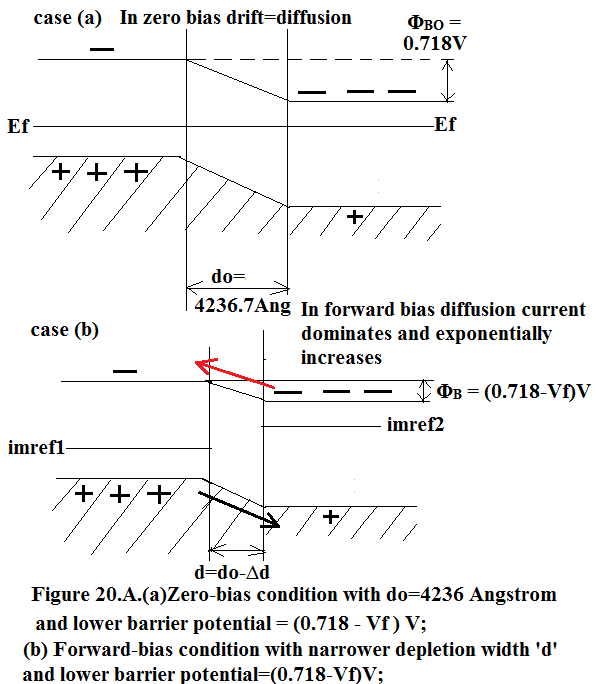 case (a) In zero bias drift=diffusion
ΦBO =
0.718V
Ef
Ef
do=
4236.7Ang
In forward bias diffusion current
dominates and exponentially
increases
case (b)
ΦB = (0.718-Vf)V
imref2
imref1
d=do-Δd
Figure 20.A.(a)Zero-bias condition with do=4236 Angstrom
and lower barrier potential = (0.718 - Vf ) V;
(b) Forward-bias condition with narrower depletion width 'd'
and lower barrier potential=(0.718-Vf)V;